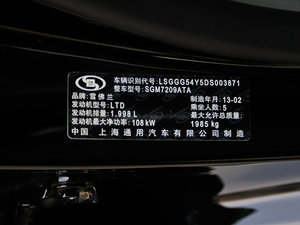 车辆识别代号: LSGGG54Y5DS003871
整车型号: SGM7209ATA
品牌: 雪佛兰 制造年月: 13-02
发动机型号: LTD 乘坐人数: 5
发动机排量: 1.998 L 最大允许总质量:
发动机最大净功率: 108 kW 1985 kg
中国 上海通用汽车有限公司 制造